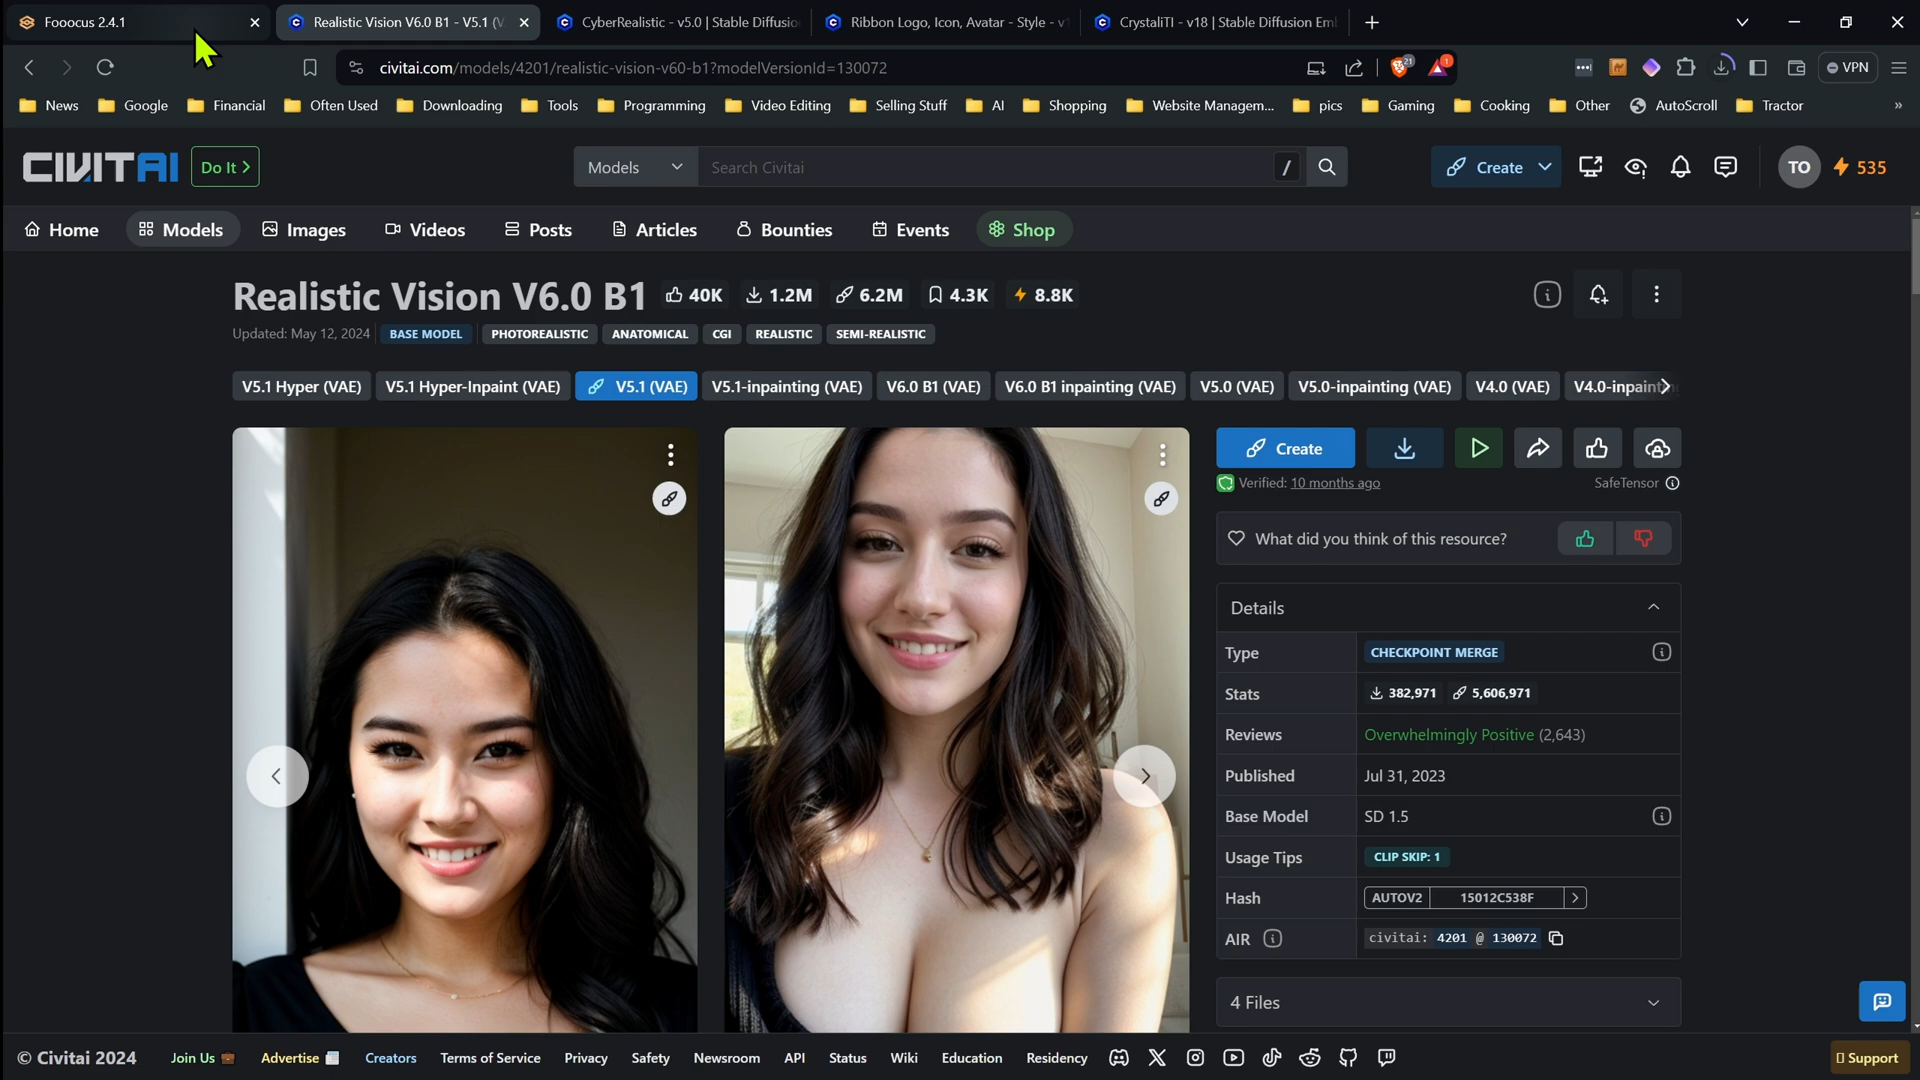 Fooocus 2.4.1
Realistic Vision V6.0 B1 - V5.1 (V
CyberRealistic - v5.0 | Stable Diffusio
Ribbon Logo, Icon, Avatar - Style - v1
CrystaliTI - v18 | Stable Diffusion Em
civitai.com/models/4201/realistic-vision-v60-b1?modelVersionId=130072
21
1
VPN
News
Google
Financial
Often Used
Downloading
Tools
Programming
Video Editing
Selling Stuff
AI
Shopping
Website Managem...
pics
Gaming
Cooking
Other
AutoScroll
Tractor
»
CIVITAI
Do It >
Models
Search Civitai
/
Create
TO
535
Home
Models
Images
Videos
Posts
Articles
Bounties
Events
Shop
Realistic Vision V6.0 B1
40K
1.2M
6.2M
4.3K
8.8K
Updated: May 12, 2024
BASE MODEL
PHOTOREALISTIC
ANATOMICAL
CGI
REALISTIC
SEMI-REALISTIC
V5.1 Hyper (VAE)
V5.1 Hyper-Inpaint (VAE)
V5.1 (VAE)
V5.1-inpainting (VAE)
V6.0 B1 (VAE)
V6.0 B1 inpainting (VAE)
V5.0 (VAE)
V5.0-inpainting (VAE)
V4.0 (VAE)
V4.0-inpaint
Create
Verified: 10 months ago
SafeTensor
What did you think of this resource?
Details
Type
CHECKPOINT MERGE
Stats
382,971
5,606,971
Reviews
Overwhelmingly Positive (2,643)
Published
Jul 31, 2023
Base Model
SD 1.5
Usage Tips
CLIP SKIP: 1
Hash
AUTOV2
15012C538F
AIR
civitai: 4201 @ 130072
4 Files
© Civitai 2024
Join Us
Advertise
Creators
Terms of Service
Privacy
Safety
Newsroom
API
Status
Wiki
Education
Residency
Support